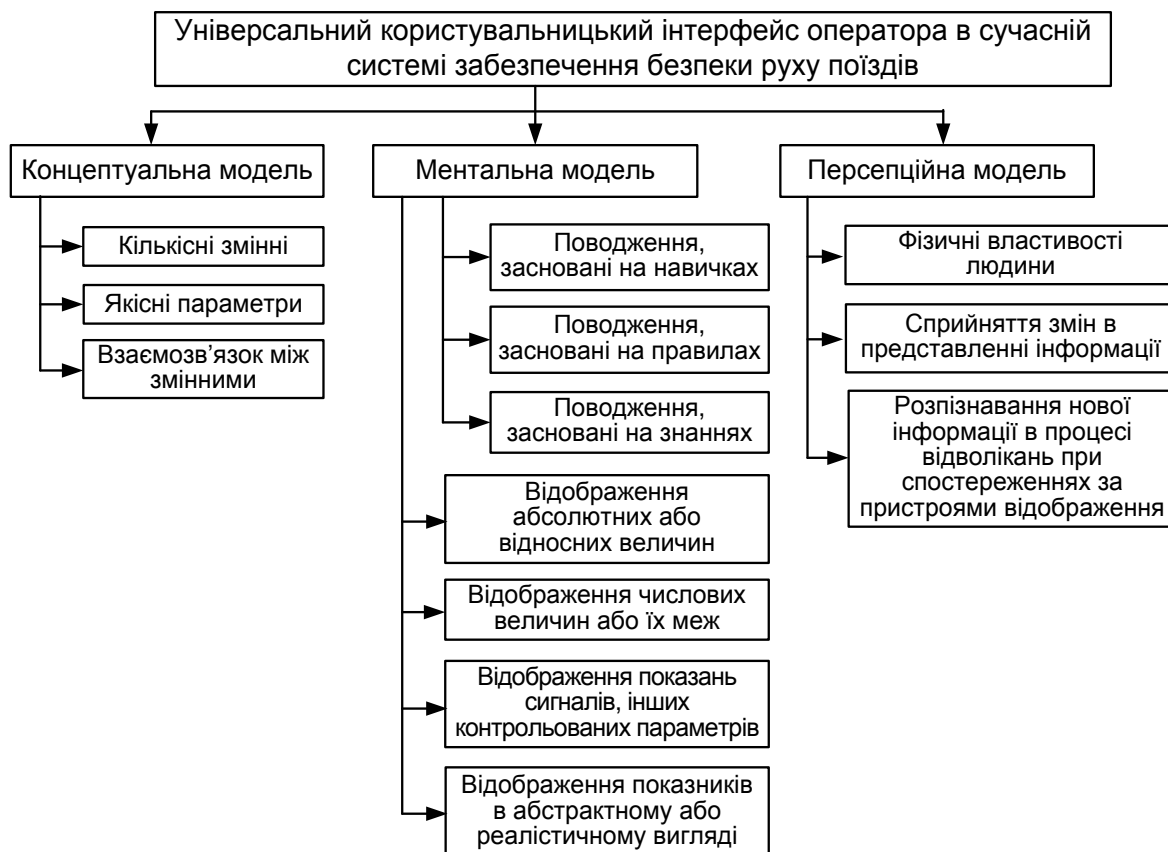 Універсальний користувальницький інтерфейс оператора в сучасній
системі забезпечення безпеки руху поїздів
Концептуальна модель
Кількісні змінні
Якісні параметри
Взаємозв’язок між
змінними
Ментальна модель
Поводження,
засновані на навичках
Поводження,
засновані на правилах
Поводження,
засновані на знаннях
Відображення
абсолютних або
відносних величин
Відображення числових
величин або їх меж
Відображення показань
сигналів, інших
контрольованих параметрів
Відображення показників
в абстрактному або
реалістичному вигляді
Персепційна модель
Фізичні властивості
людини
Сприйняття змін в
представленні інформації
Розпізнавання нової
інформації в процесі
відволікань при
спостереженнях за
пристроями відображення